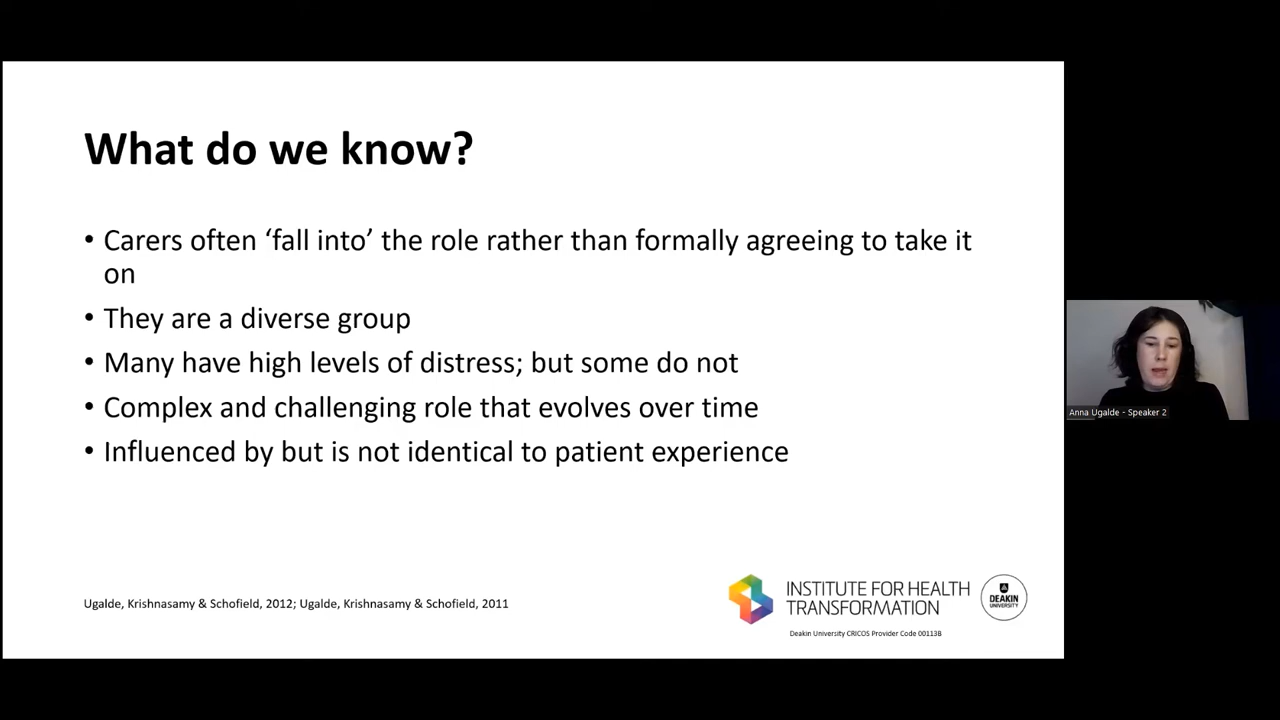 What do we know?
• Carers often ‘fall into’ the role rather than formally agreeing to take it
on
• They are a diverse group
• Many have high levels of distress; but some do not
• Complex and challenging role that evolves over time
• Influenced by but is not identical to patient experience
Anna Ugalde - Speaker 2
Ugalde, Krishnasamy & Schofield, 2012; Ugalde, Krishnasamy & Schofield, 2011
INSTITUTE FOR HEALTH
TRANSFORMATION
DEAKIN
UNIVERSITY
Deakin University CRICOS Provider Code 00113B